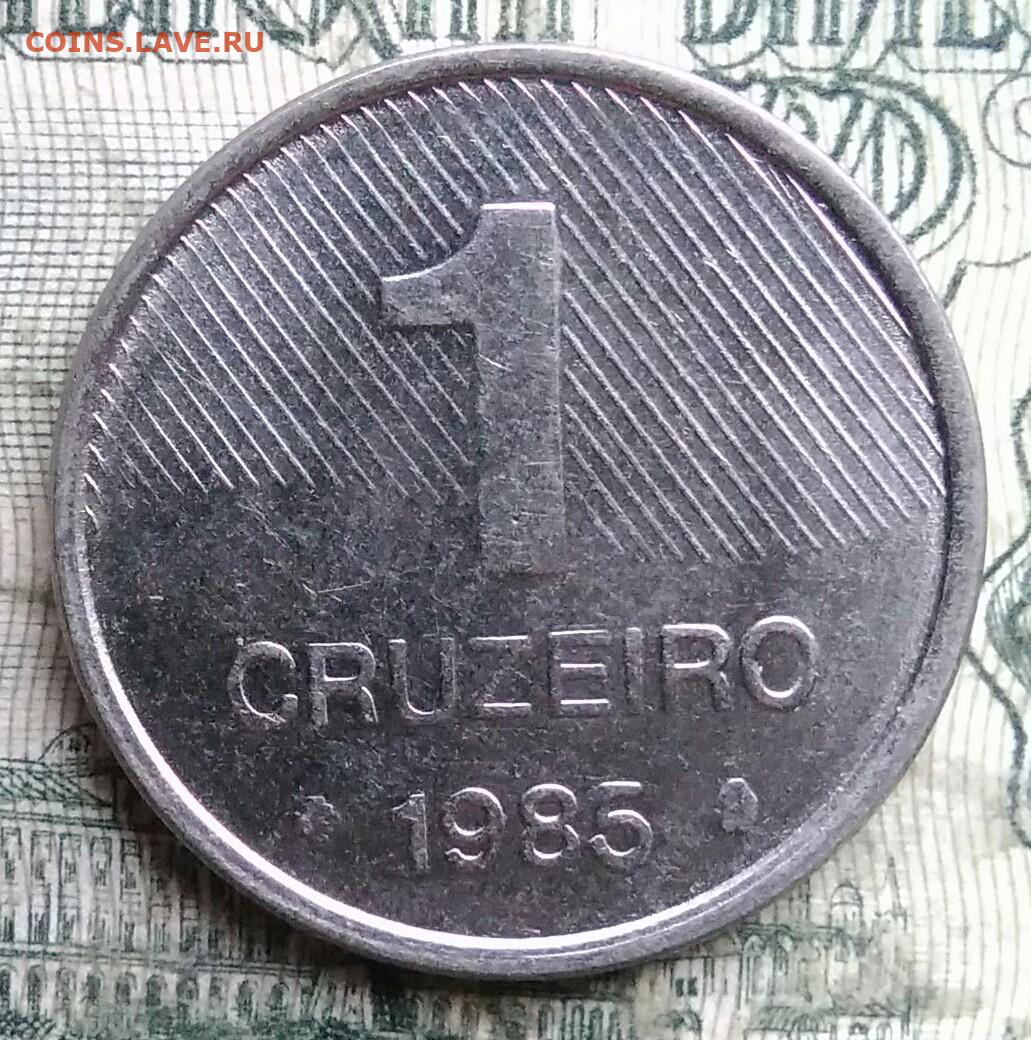 COINS.LAVE.RU
1
CRUZEIRO
* 1985